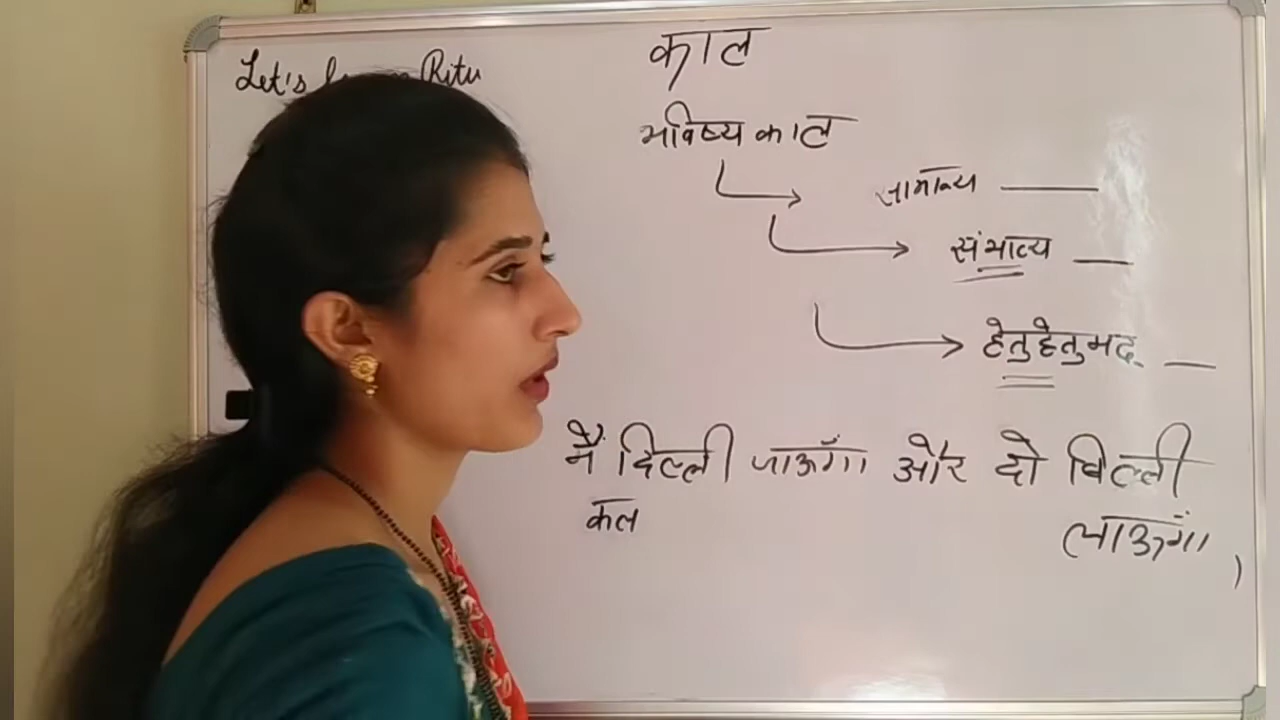 Let's Ritu
काल
भविष्य काल
सामान्य
संभाव्य
हेतुहेतुमद्
मैं दिल्ली जाऊँगा और दो बिल्ली
कल
लाऊँगा